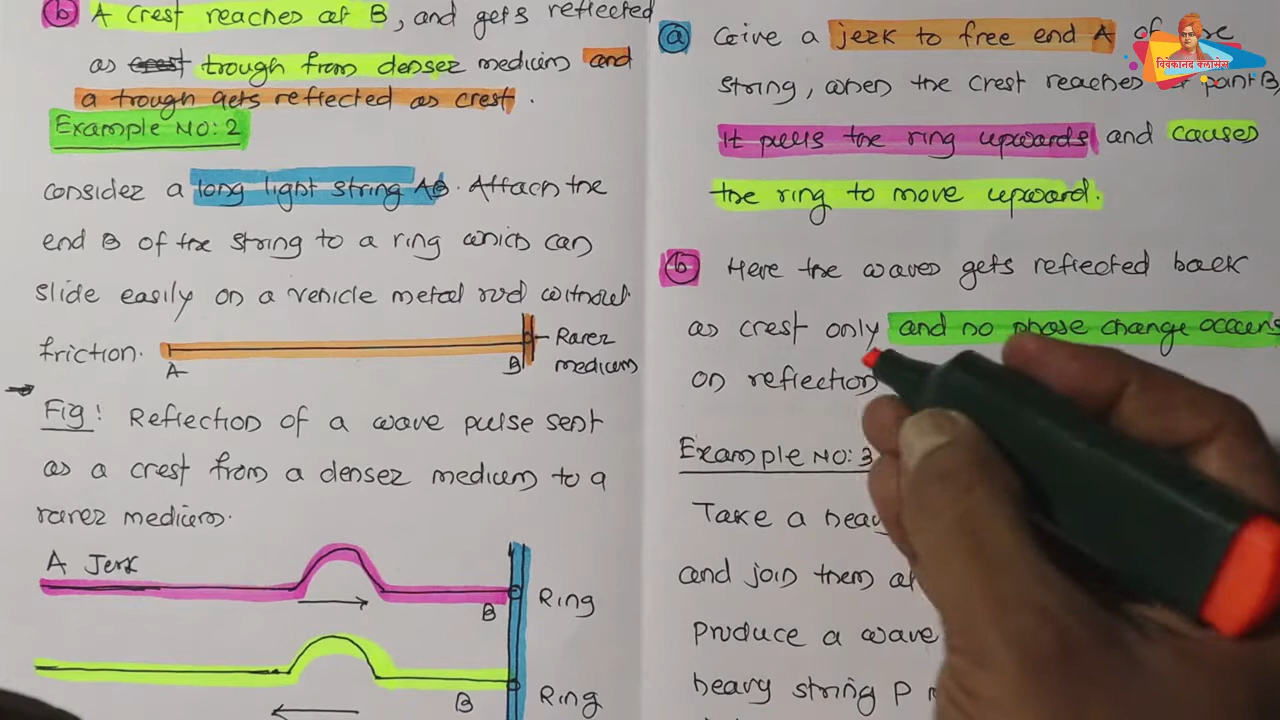 b A crest reaches at B, and gets reflected
as crest trough from denser medium and
a trough gets reflected as crest.
Example NO:2
consider a long light string AB. Attach the
end B of the string to a ring which can
slide easily on a vehicle metal rod without
friction.
A
B
Rarer
medium
Fig: Reflection of a wave pulse sent
as a crest from a denser medium to a
rarer medium.
A Jerk
B
Ring
B
Ring
a Give a jerk to free end A of
string, when the crest reaches point B,
It pulls the ring upwards and causes
the ring to move upward.
b Here the waves gets reflected back
as crest only and no phase change occurs
on reflection
Example NO:3
Take a heavy
and join them at
produce a wave
heavy string P
विवेकानंद क्लासेस